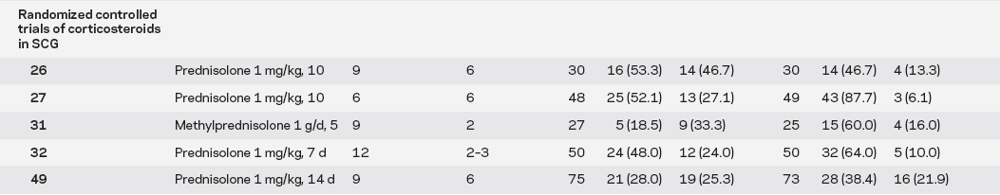 Randomized controlled
trials of corticosteroids
in SCG
26 Prednisolone 1 mg/kg, 10 9 6 30 16 (53.3) 14 (46.7) 30 14 (46.7) 4 (13.3)
27 Prednisolone 1 mg/kg, 10 6 6 48 25 (52.1) 13 (27.1) 49 43 (87.7) 3 (6.1)
31 Methylprednisolone 1 g/d, 5 9 2 27 5 (18.5) 9 (33.3) 25 15 (60.0) 4 (16.0)
32 Prednisolone 1 mg/kg, 7 d 12 2–3 50 24 (48.0) 12 (24.0) 50 32 (64.0) 5 (10.0)
49 Prednisolone 1 mg/kg, 14 d 9 6 75 21 (28.0) 19 (25.3) 73 28 (38.4) 16 (21.9)